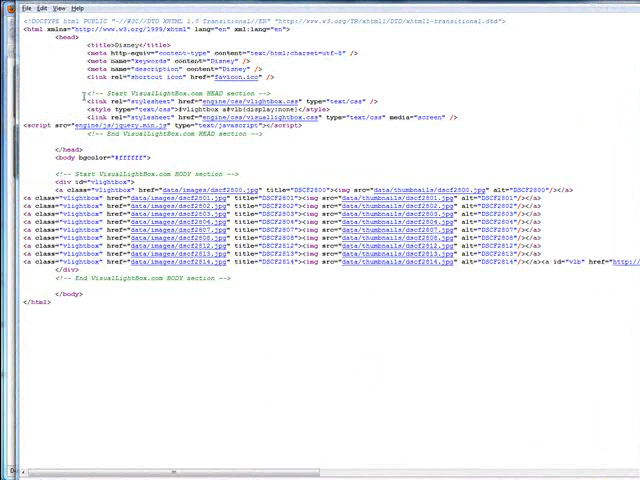 File Edit View Help
<!DOCTYPE html PUBLIC "-//W3C//DTD XHTML 1.0 Transitional//EN" "http://www.w3.org/TR/xhtml1/DTD/xhtml1-transitional.dtd">
<html xmlns="http://www.w3.org/1999/xhtml" lang="en" xml:lang="en">
<head>
<title>Disney</title>
<meta http-equiv="content-type" content="text/html;charset=utf-8" />
<meta name="keywords" content="Disney" />
<meta name="description" content="Disney" />
<link rel="shortcut icon" href="favicon.ico" />
<!-- Start VisualLightBox.com HEAD section -->
<link rel="stylesheet" href="engine/css/vlightbox.css" type="text/css" />
<style type="text/css">#vlightbox a#vlb{display:none}</style>
<link rel="stylesheet" href="engine/css/visuallightbox.css" type="text/css" media="screen" />
<script src="engine/js/jquery.min.js" type="text/javascript"></script>
<!-- End VisualLightBox.com HEAD section -->
</head>
<body bgcolor="#ffffff">
<!-- Start VisualLightBox.com BODY section -->
<div id="vlightbox">
<a class="vlightbox" href="data/images/dscf2800.jpg" title="DSCF2800"><img src="data/thumbnails/dscf2800.jpg" alt="DSCF2800"/></a>
<a class="vlightbox" href="data/images/dscf2801.jpg" title="DSCF2801"><img src="data/thumbnails/dscf2801.jpg" alt="DSCF2801"/></a>
<a class="vlightbox" href="data/images/dscf2802.jpg" title="DSCF2802"><img src="data/thumbnails/dscf2802.jpg" alt="DSCF2802"/></a>
<a class="vlightbox" href="data/images/dscf2803.jpg" title="DSCF2803"><img src="data/thumbnails/dscf2803.jpg" alt="DSCF2803"/></a>
<a class="vlightbox" href="data/images/dscf2804.jpg" title="DSCF2804"><img src="data/thumbnails/dscf2804.jpg" alt="DSCF2804"/></a>
<a class="vlightbox" href="data/images/dscf2807.jpg" title="DSCF2807"><img src="data/thumbnails/dscf2807.jpg" alt="DSCF2807"/></a>
<a class="vlightbox" href="data/images/dscf2808.jpg" title="DSCF2808"><img src="data/thumbnails/dscf2808.jpg" alt="DSCF2808"/></a>
<a class="vlightbox" href="data/images/dscf2812.jpg" title="DSCF2812"><img src="data/thumbnails/dscf2812.jpg" alt="DSCF2812"/></a>
<a class="vlightbox" href="data/images/dscf2813.jpg" title="DSCF2813"><img src="data/thumbnails/dscf2813.jpg" alt="DSCF2813"/></a>
<a class="vlightbox" href="data/images/dscf2814.jpg" title="DSCF2814"><img src="data/thumbnails/dscf2814.jpg" alt="DSCF2814"/></a><a id="vlb" href="http://
</div>
<!-- End VisualLightBox.com BODY section -->
</body>
</html>